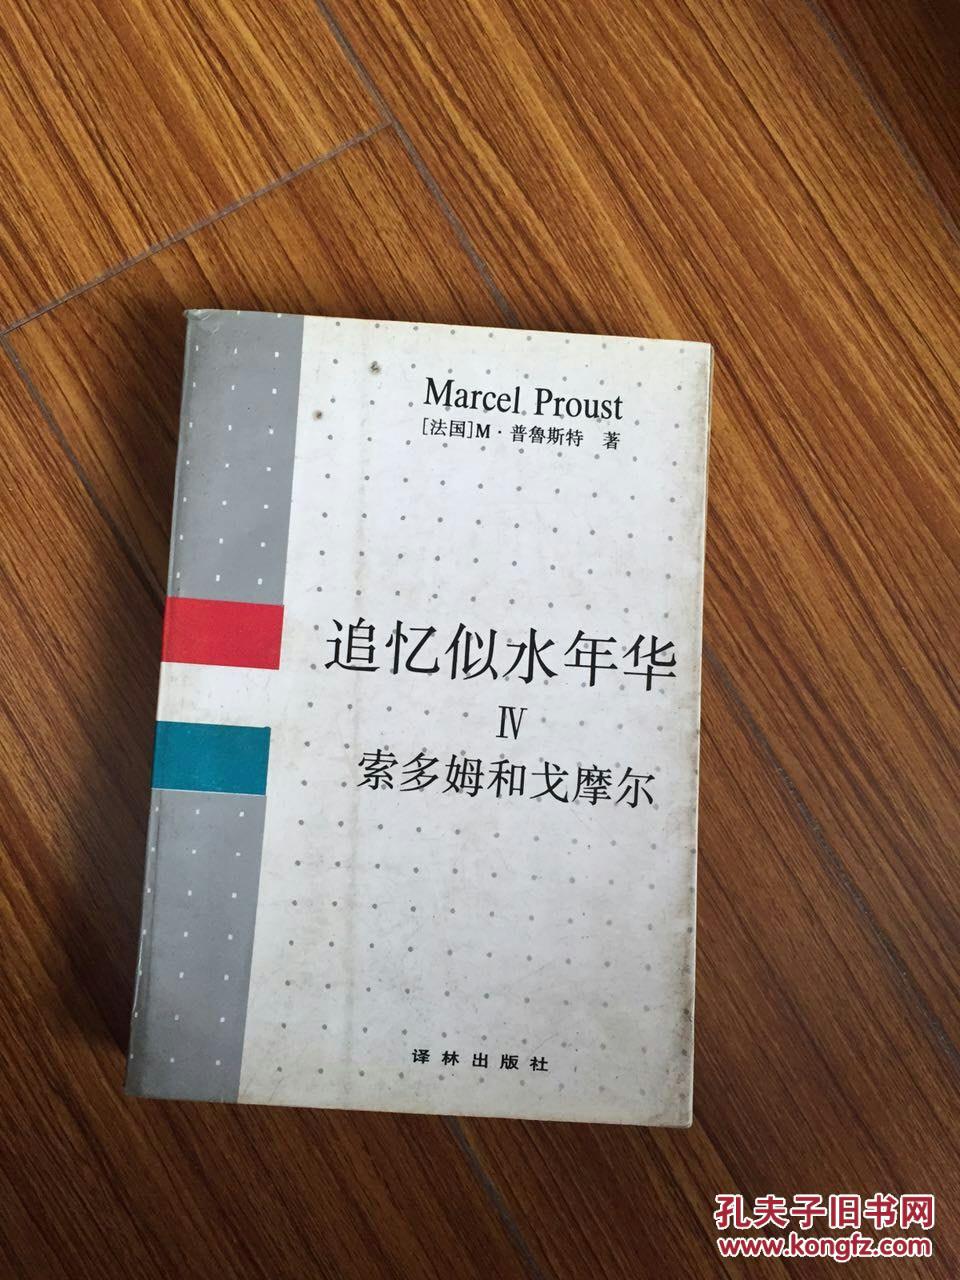 Marcel Proust
[法国]M·普鲁斯特 著
追忆似水年华
Ⅳ
索多姆和戈摩尔
译林出版社
孔夫子旧书网
www.kongfz.com